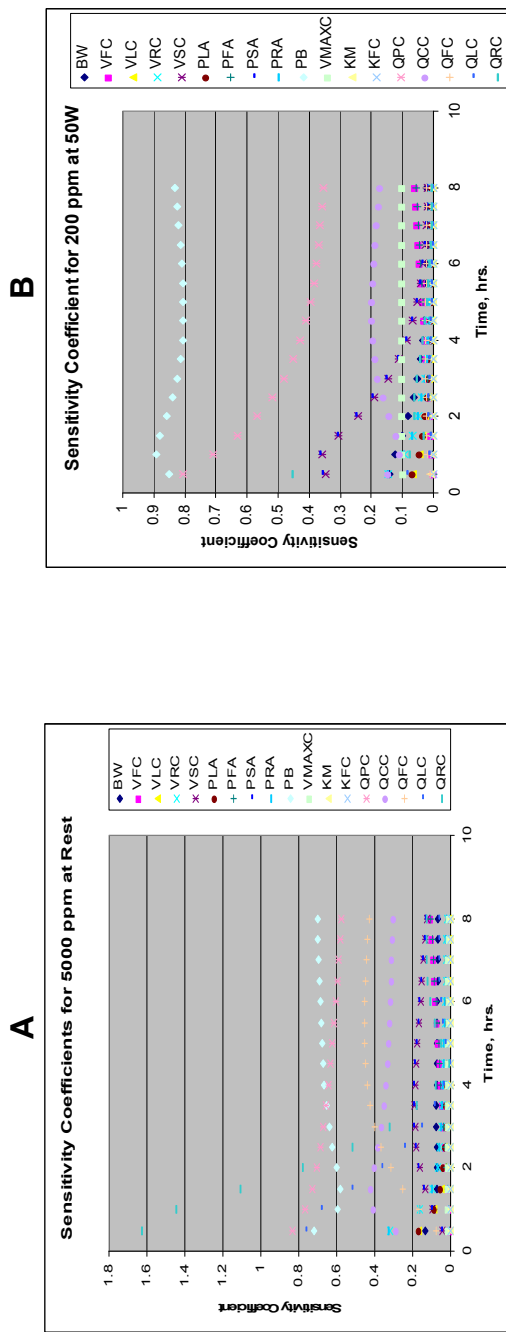 A
Sensitivity Coefficients for 5000 ppm at Rest
Sensitivity Coefficient
1.8
1.6
1.4
1.2
1
0.8
0.6
0.4
0.2
0
0
2
4
6
8
10
Time, hrs.
BW
VFC
VLC
VRC
VSC
PLA
PFA
PSA
PRA
PB
VMAXC
KM
KFC
QPC
QCC
QFC
QLC
QRC
B
Sensitivity Coefficient for 200 ppm at 50W
Sensitivity Coefficient
1
0.9
0.8
0.7
0.6
0.5
0.4
0.3
0.2
0.1
0
0
2
4
6
8
10
Time, hrs.
BW
VFC
VLC
VRC
VSC
PLA
PFA
PSA
PRA
PB
VMAXC
KM
KFC
QPC
QCC
QFC
QLC
QRC